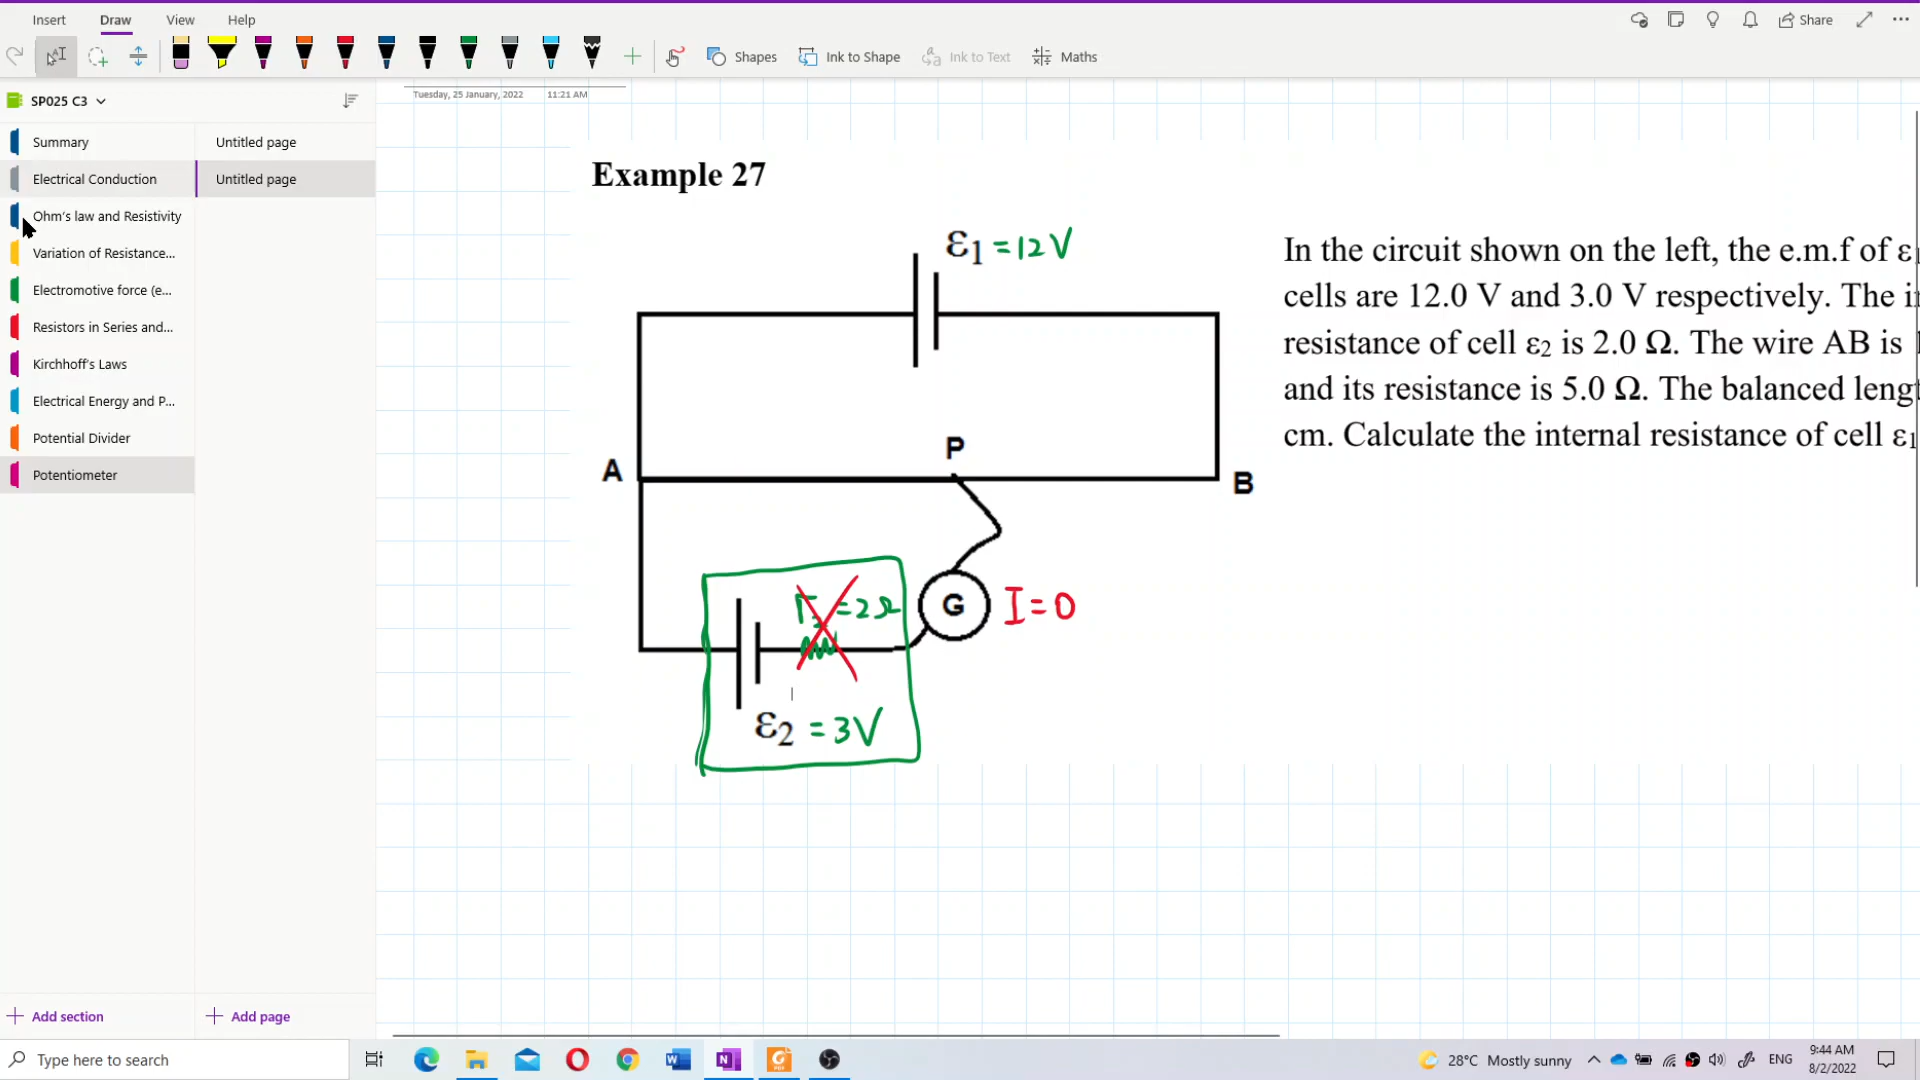 Insert Draw View Help
Share
Shapes Ink to Shape Ink to Text Maths
SP025 C3
Summary
Electrical Conduction
Ohm's law and Resistivity
Variation of Resistance...
Electromotive force (e...
Resistors in Series and...
Kirchhoff's Laws
Electrical Energy and P...
Potential Divider
Potentiometer
Untitled page
Untitled page
Add section
Add page
Tuesday, 25 January, 2022 11:21 AM
Example 27
ε1 = 12 V
P
A
B
G
I = 0
= 2 Ω
ε2 = 3V
In the circuit shown on the left, the e.m.f of ε1
cells are 12.0 V and 3.0 V respectively. The
resistance of cell ε2 is 2.0 Ω. The wire AB is
and its resistance is 5.0 Ω. The balanced
cm. Calculate the internal resistance of cell ε1
Type here to search
28°C Mostly sunny
ENG
9:44 AM
8/2/2022